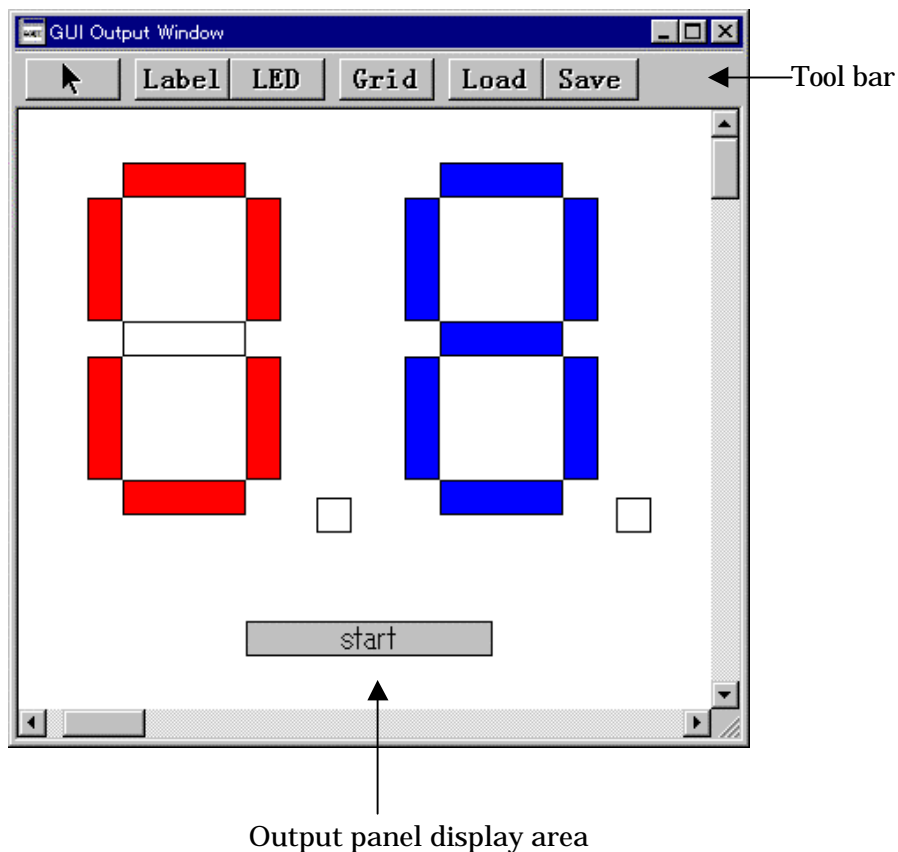 GUI Output Window
Label LED Grid Load Save
Tool bar
start
Output panel display area